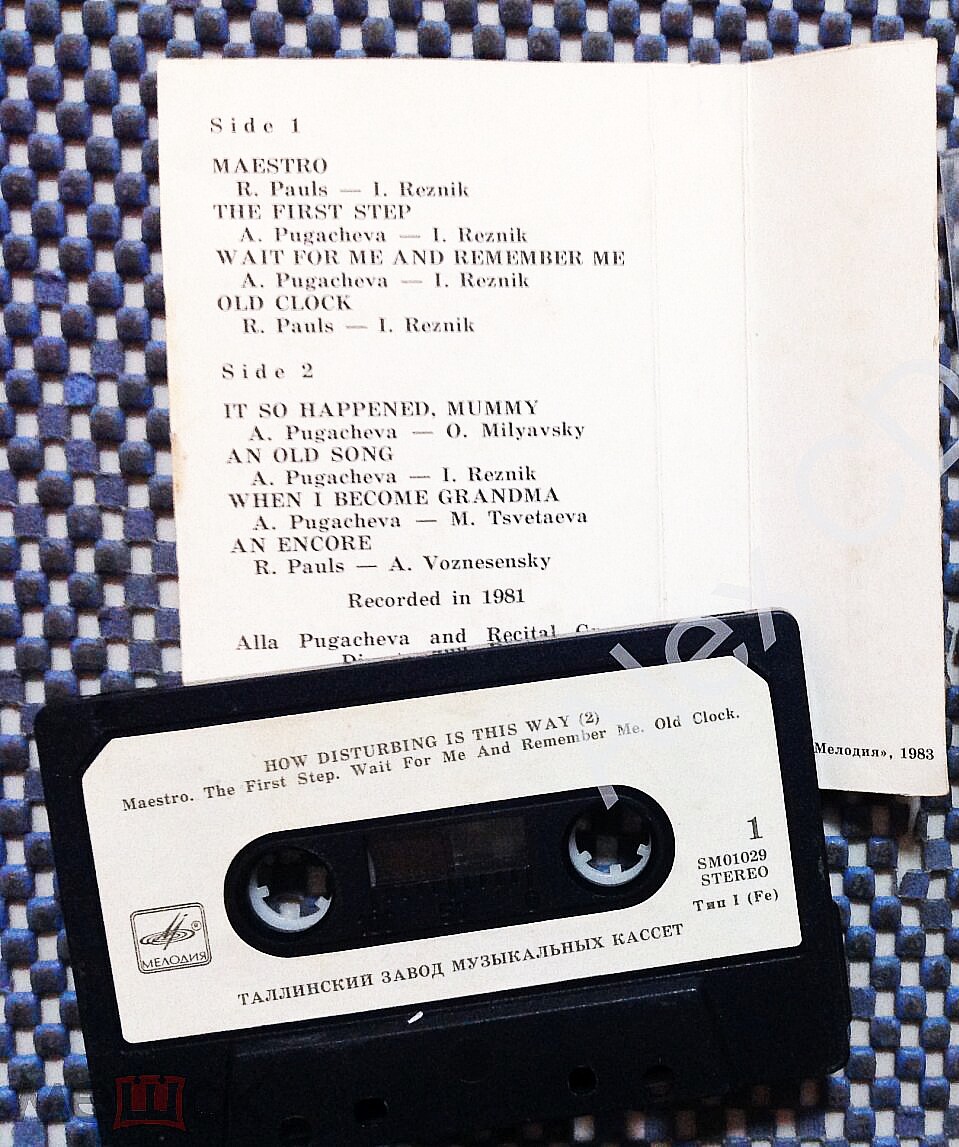 Side 1
MAESTRO
R. Pauls — I. Reznik
THE FIRST STEP
A. Pugacheva — I. Reznik
WAIT FOR ME AND REMEMBER ME
A. Pugacheva — I. Reznik
OLD CLOCK
R. Pauls — I. Reznik
Side 2
IT SO HAPPENED, MUMMY
A. Pugacheva — O. Milyavsky
AN OLD SONG
A. Pugacheva — I. Reznik
WHEN I BECOME GRANDMA
A. Pugacheva — M. Tsvetaeva
AN ENCORE
R. Pauls — A. Voznesensky
Recorded in 1981
Alla Pugacheva and Recital
Мелодия», 1983
HOW DISTURBING IS THIS WAY (2)
Maestro. The First Step. Wait For Me And Remember Me. Old Clock.
1
SM01029
STEREO
Тип I (Fe)
®
МЕЛОДИЯ
ТАЛЛИНСКИЙ ЗАВОД МУЗЫКАЛЬНЫХ КАССЕТ